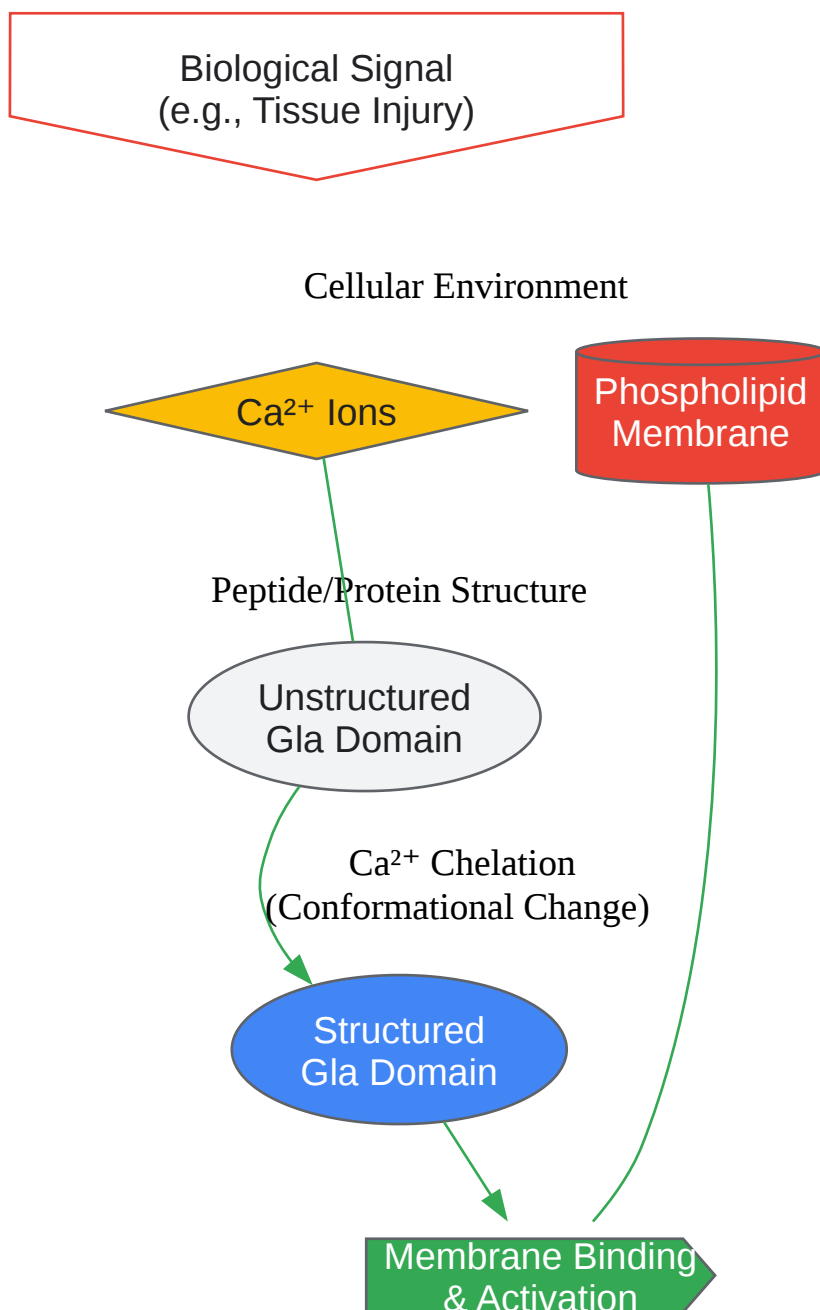 Biological Signal
(e.g., Tissue Injury)
Cellular Environment
Ca²⁺ Ions
Phospholipid
Membrane
Peptide/Protein Structure
Unstructured
Gla Domain
Ca²⁺ Chelation
(Conformational Change)
Structured
Gla Domain
Membrane Binding
& Activation